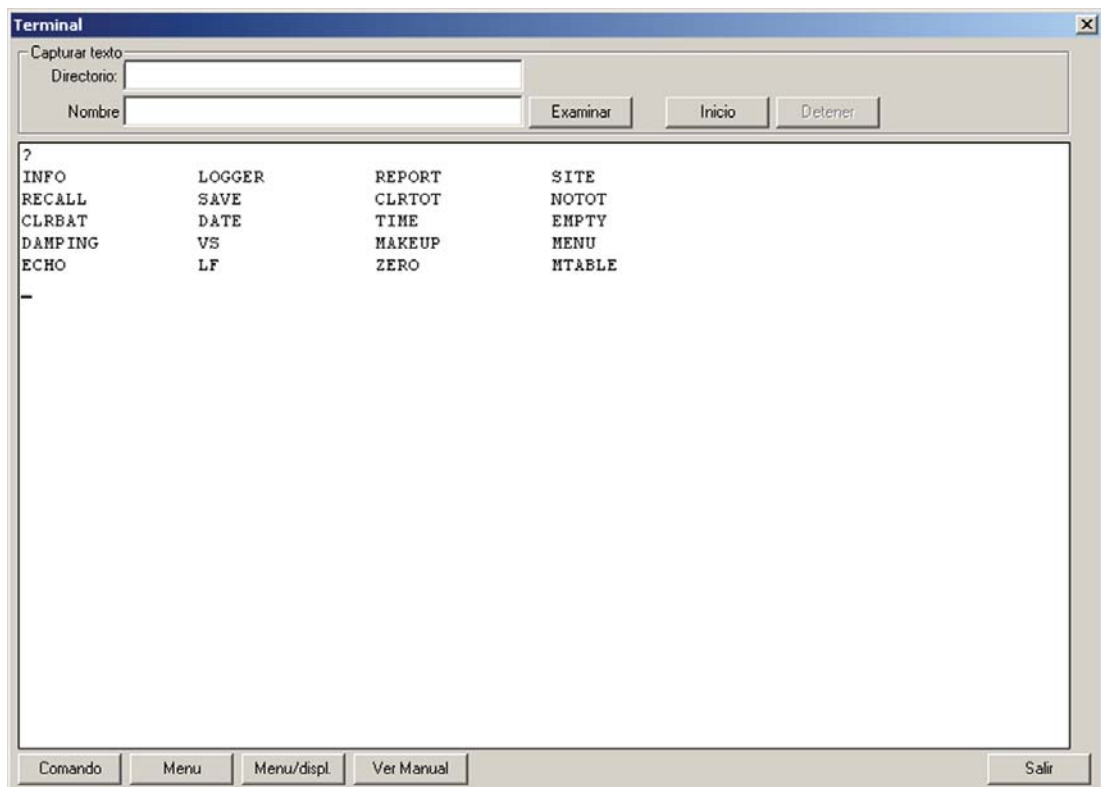 Terminal
Capturar texto
Directorio:
Nombre Examinar Inicio Detener
?
INFO LOGGER REPORT SITE
RECALL SAVE CLRTOT NOTOT
CLRBAT DATE TIME EMPTY
DAMPING VS MAKEUP MENU
ECHO LF ZERO MTABLE
Comando Menu Menu/displ. Ver Manual Salir